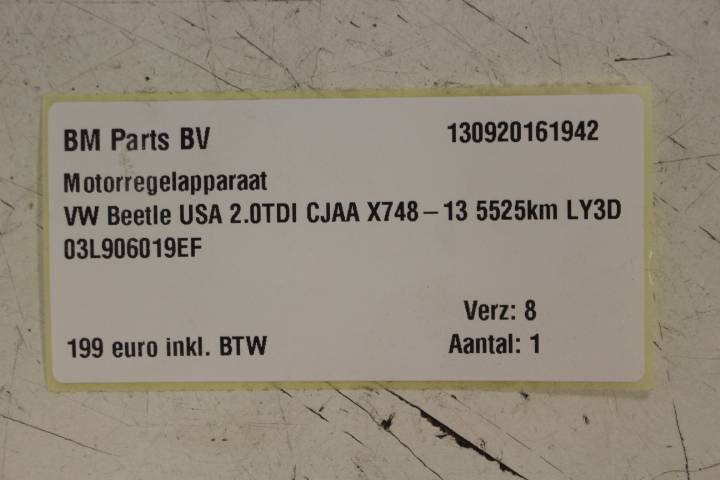 BM Parts BV 130920161942
Motorregelapparaat
VW Beetle USA 2.0TDI CJAA X748 – 13 5525km LY3D
03L906019EF
Verz: 8
199 euro inkl. BTW Aantal: 1